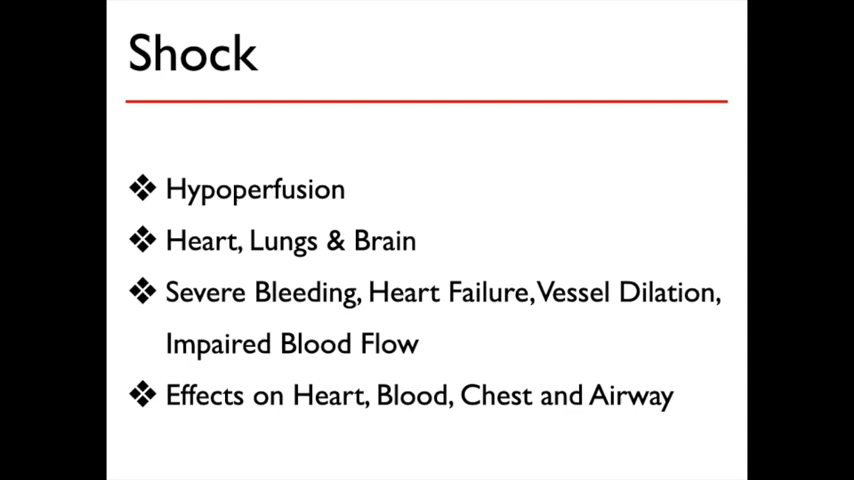 Shock
❖ Hypoperfusion
❖ Heart, Lungs & Brain
❖ Severe Bleeding, Heart Failure, Vessel Dilation,
Impaired Blood Flow
❖ Effects on Heart, Blood, Chest and Airway